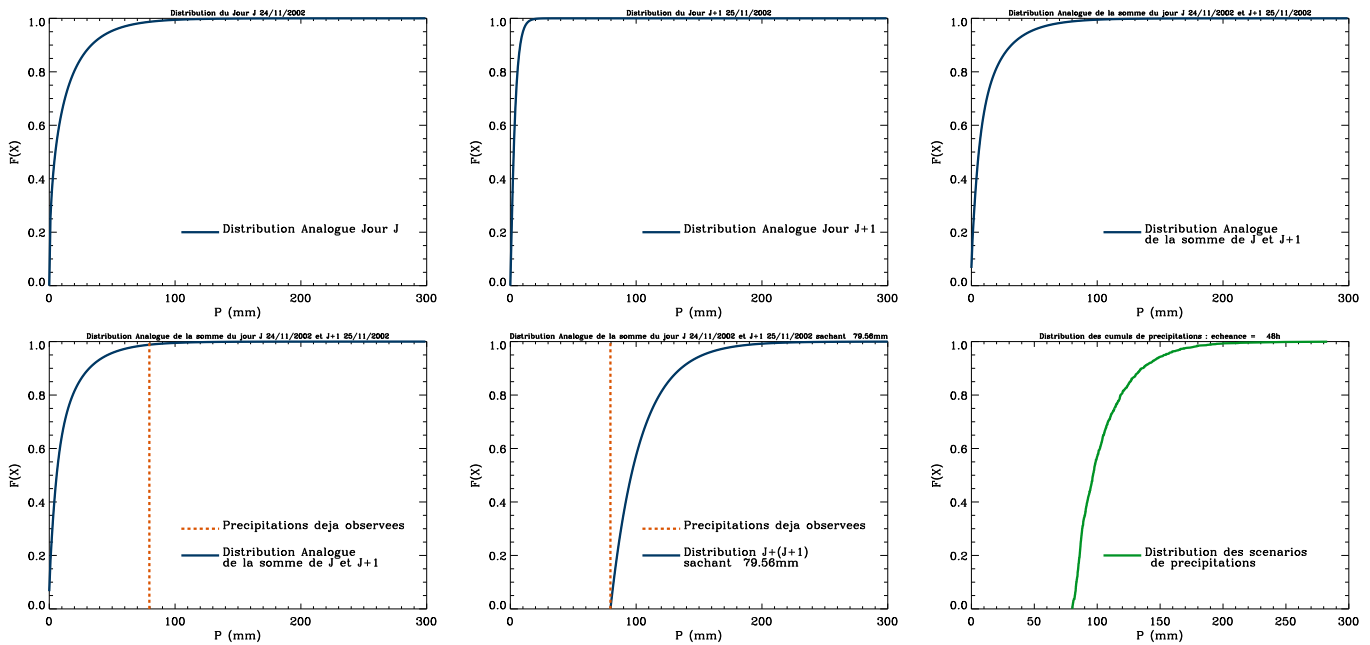 Distribution du Jour J 24/11/2002
1.0
0.8
0.6
0.4
0.2
0.0
F(X)
Distribution Analogue Jour J
0 100 200 300
P (mm)
Distribution du Jour J+1 25/11/2002
1.0
0.8
0.6
0.4
0.2
0.0
F(X)
Distribution Analogue Jour J+1
0 100 200 300
P (mm)
Distribution Analogue de la somme du jour J 24/11/2002 et J+1 25/11/2002
1.0
0.8
0.6
0.4
0.2
0.0
F(X)
Distribution Analogue
de la somme de J et J+1
0 100 200 300
P (mm)
Distribution Analogue de la somme du jour J 24/11/2002 et J+1 25/11/2002
1.0
0.8
0.6
0.4
0.2
0.0
F(X)
Precipitations deja observees
Distribution Analogue
de la somme de J et J+1
0 100 200 300
P (mm)
Distribution Analogue de la somme du jour J 24/11/2002 et J+1 25/11/2002 sachant 79.56mm
1.0
0.8
0.6
0.4
0.2
0.0
F(X)
Precipitations deja observees
Distribution J+(J+1)
sachant 79.56mm
0 100 200 300
P (mm)
Distribution des cumuls de precipitations : echeance = 48h
1.0
0.8
0.6
0.4
0.2
0.0
F(X)
Distribution des scenarios
de precipitations
0 50 100 150 200 250 300
P (mm)